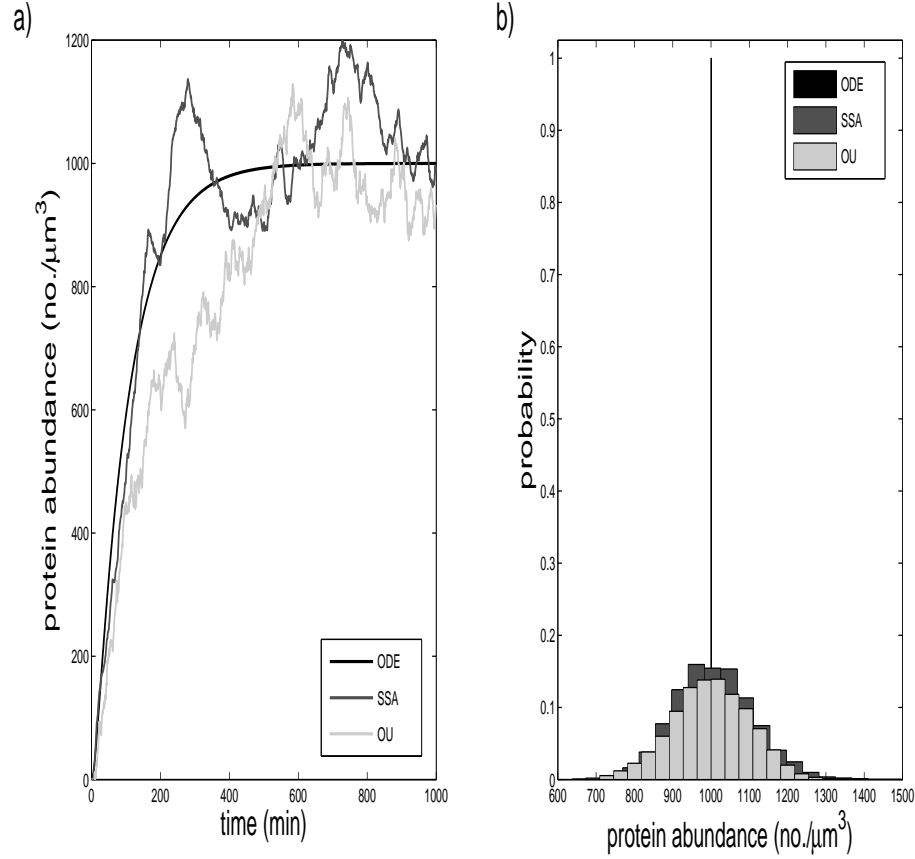 a)
1200
1000
800
600
400
200
0
protein abundance (no./μm³)
ODE
SSA
OU
0 200 400 600 800 1000
time (min)
b)
1
0.9
0.8
0.7
0.6
0.5
0.4
0.3
0.2
0.1
0
probability
ODE
SSA
OU
600 700 800 900 1000 1100 1200 1300 1400 1500
protein abundance (no./μm³)